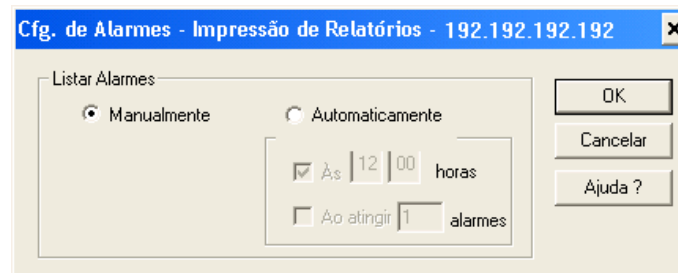 Cfg. de Alarmes - Impressão de Relatórios - 192.192.192.192
Listar Alarmes
Manualmente
Automaticamente
Às 12 00 horas
Ao atingir 1 alarmes
OK
Cancelar
Ajuda ?